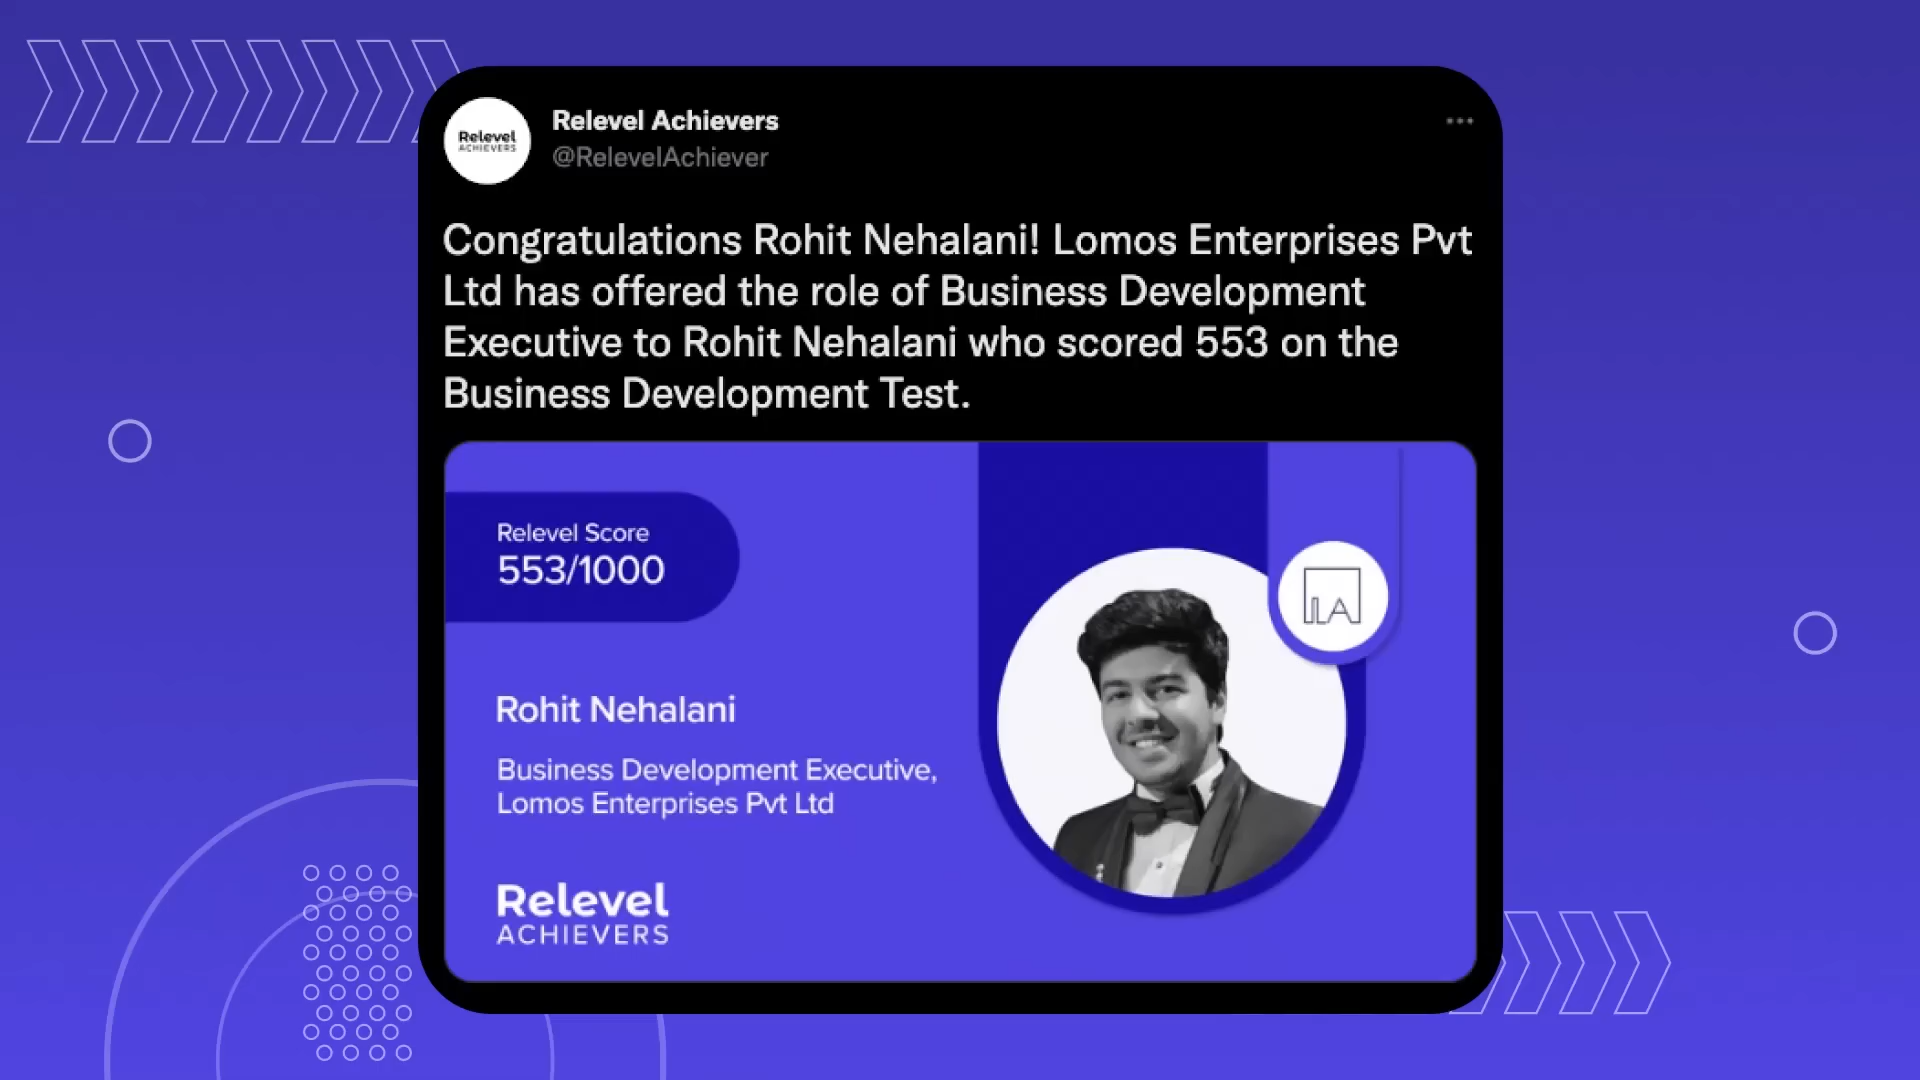 Relevel
ACHIEVERS
Relevel Achievers
@RelevelAchiever
Congratulations Rohit Nehalani! Lomos Enterprises Pvt
Ltd has offered the role of Business Development
Executive to Rohit Nehalani who scored 553 on the
Business Development Test.
Relevel Score
553/1000
Rohit Nehalani
Business Development Executive,
Lomos Enterprises Pvt Ltd
Relevel
ACHIEVERS